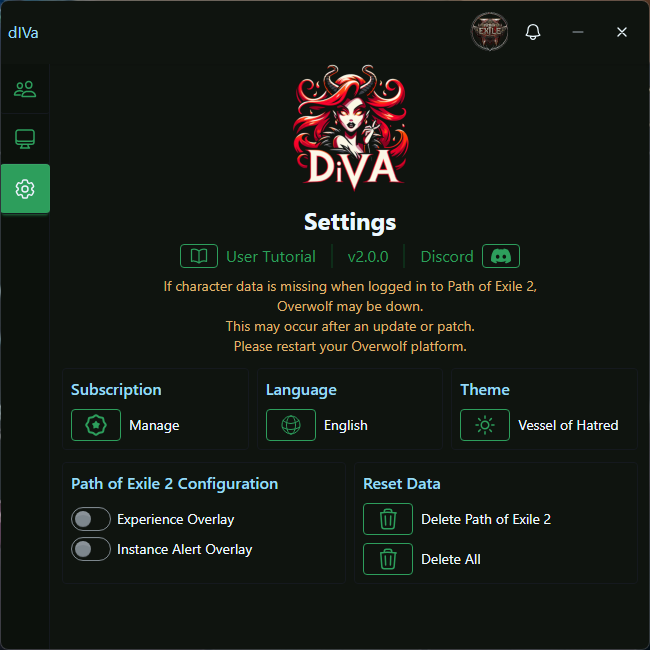 dIVa
EXILE
DiVA
Settings
User Tutorial
v2.0.0
Discord
If character data is missing when logged in to Path of Exile 2,
Overwolf may be down.
This may occur after an update or patch.
Please restart your Overwolf platform.
Subscription
Language
Theme
Manage
English
Vessel of Hatred
Path of Exile 2 Configuration
Reset Data
Experience Overlay
Instance Alert Overlay
Delete Path of Exile 2
Delete All